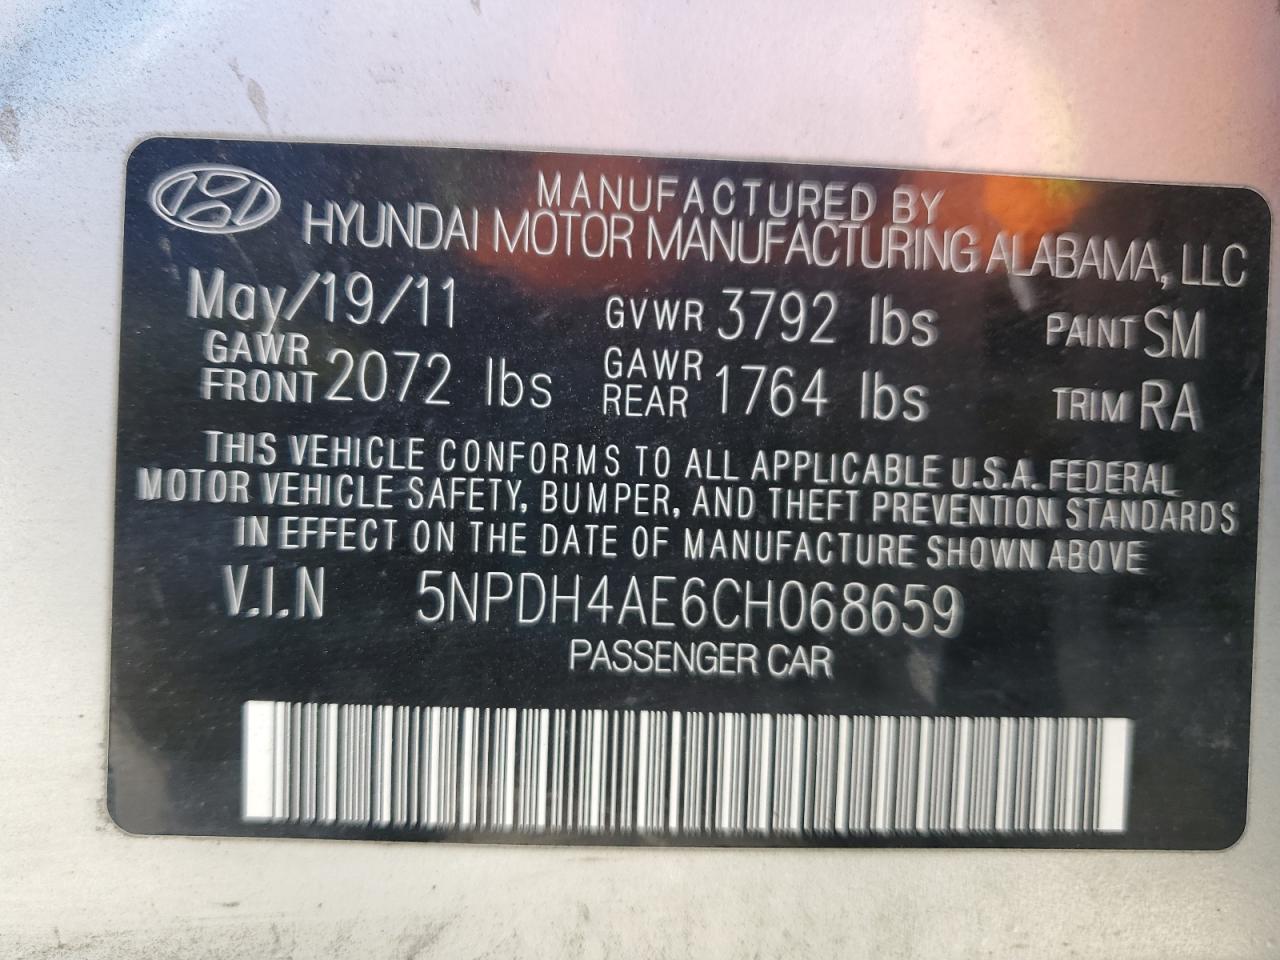 MANUFACTURED BY
HYUNDAI MOTOR MANUFACTURING ALABAMA, LLC
May/19/11 GVWR 3792 lbs PAINT SM
GAWR FRONT 2072 lbs GAWR REAR 1764 lbs TRIM RA
THIS VEHICLE CONFORMS TO ALL APPLICABLE U.S.A. FEDERAL
MOTOR VEHICLE SAFETY, BUMPER, AND THEFT PREVENTION STANDARDS
IN EFFECT ON THE DATE OF MANUFACTURE SHOWN ABOVE
V.I.N 5NPDH4AE6CH068659
PASSENGER CAR